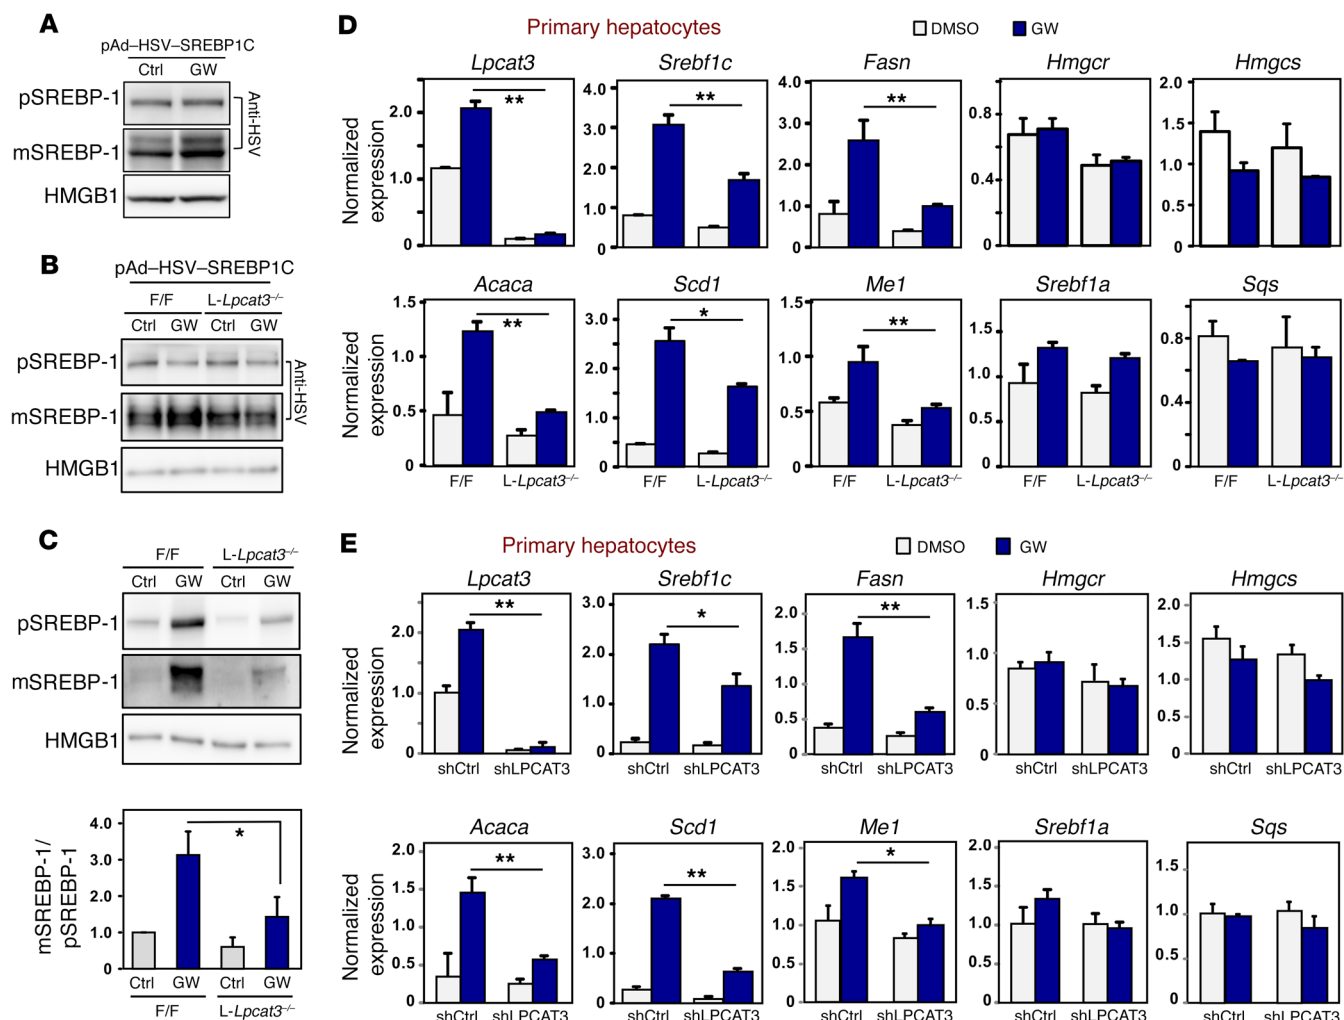 A
pAd–HSV–SREBP1C
Ctrl GW
pSREBP-1
mSREBP-1
HMGB1
Anti-HSV
B
pAd–HSV–SREBP1C
F/F L-Lpcat3–/–
Ctrl GW Ctrl GW
pSREBP-1
mSREBP-1
HMGB1
Anti-HSV
C
F/F L-Lpcat3–/–
Ctrl GW Ctrl GW
pSREBP-1
mSREBP-1
HMGB1
mSREBP-1/
pSREBP-1
4.0
3.0
2.0
1.0
0
*
Ctrl GW Ctrl GW
F/F L-Lpcat3–/–
D
Primary hepatocytes
DMSO GW
Lpcat3 Srebf1c Fasn Hmgcr Hmgcs
Normalized
expression
2.0
1.0
0
**
4.0
3.0
2.0
1.0
0
**
4.0
3.0
2.0
1.0
0
**
0.8
0.4
0
2.0
1.5
1.0
0.5
0
Acaca Scd1 Me1 Srebf1a Sqs
Normalized
expression
1.5
1.0
0.5
0
**
3.0
2.0
1.0
0
*
1.5
1.0
0.5
0
**
1.5
1.0
0.5
0
0.8
0.4
0
F/F L-Lpcat3–/– F/F L-Lpcat3–/– F/F L-Lpcat3–/– F/F L-Lpcat3–/– F/F L-Lpcat3–/–
E
Primary hepatocytes
DMSO GW
Lpcat3 Srebf1c Fasn Hmgcr Hmgcs
Normalized
expression
2.0
1.0
0
**
3.0
2.0
1.0
0
*
2.0
1.5
1.0
0.5
0
**
1.5
1.0
0.5
0
2.0
1.5
1.0
0.5
0
shCtrl shLPCAT3 shCtrl shLPCAT3 shCtrl shLPCAT3 shCtrl shLPCAT3 shCtrl shLPCAT3
Acaca Scd1 Me1 Srebf1a Sqs
Normalized
expression
2.0
1.5
1.0
0.5
0
**
3.0
2.0
1.0
0
**
2.0
1.5
1.0
0.5
0
*
2.0
1.5
1.0
0.5
0
1.5
1.0
0.5
0
shCtrl shLPCAT3 shCtrl shLPCAT3 shCtrl shLPCAT3 shCtrl shLPCAT3 shCtrl shLPCAT3